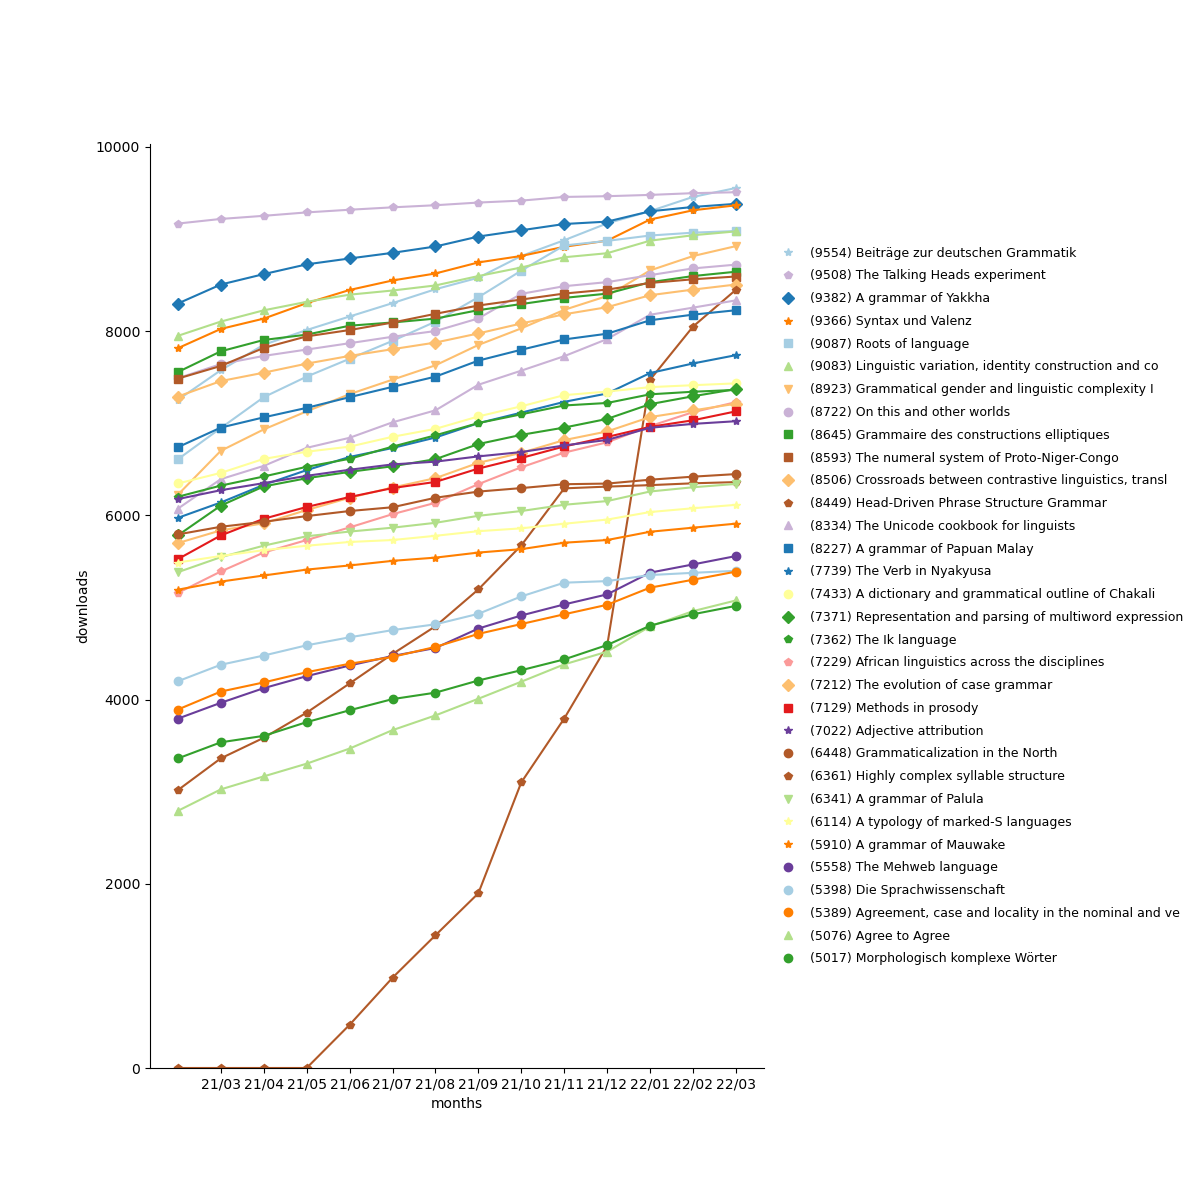 10000
8000
6000
4000
2000
0
downloads
21/03 21/04 21/05 21/06 21/07 21/08 21/09 21/10 21/11 21/12 22/01 22/02 22/03
months
(9554) Beiträge zur deutschen Grammatik
(9508) The Talking Heads experiment
(9382) A grammar of Yakkha
(9366) Syntax und Valenz
(9087) Roots of language
(9083) Linguistic variation, identity construction and co
(8923) Grammatical gender and linguistic complexity I
(8722) On this and other worlds
(8645) Grammaire des constructions elliptiques
(8593) The numeral system of Proto-Niger-Congo
(8506) Crossroads between contrastive linguistics, transl
(8449) Head-Driven Phrase Structure Grammar
(8334) The Unicode cookbook for linguists
(8227) A grammar of Papuan Malay
(7739) The Verb in Nyakyusa
(7433) A dictionary and grammatical outline of Chakali
(7371) Representation and parsing of multiword expression
(7362) The Ik language
(7229) African linguistics across the disciplines
(7212) The evolution of case grammar
(7129) Methods in prosody
(7022) Adjective attribution
(6448) Grammaticalization in the North
(6361) Highly complex syllable structure
(6341) A grammar of Palula
(6114) A typology of marked-S languages
(5910) A grammar of Mauwake
(5558) The Mehweb language
(5398) Die Sprachwissenschaft
(5389) Agreement, case and locality in the nominal and ve
(5076) Agree to Agree
(5017) Morphologisch komplexe Wörter